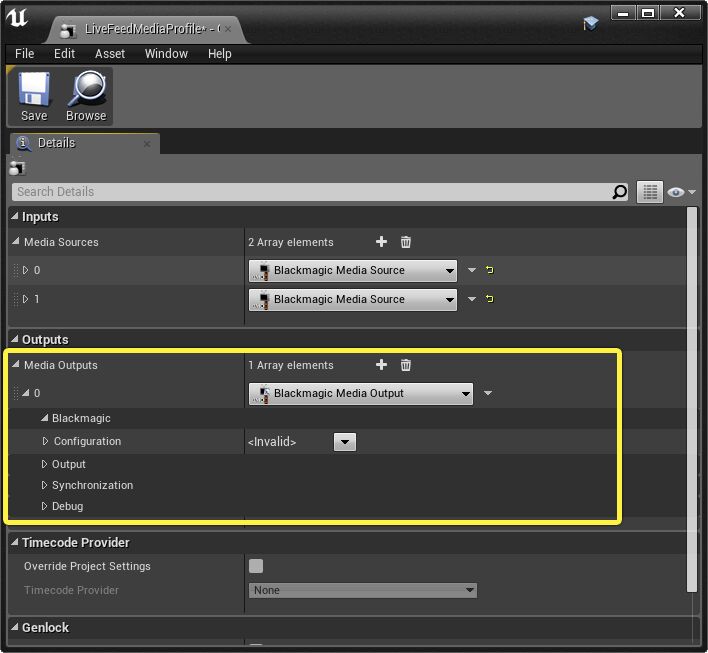 LiveFeedMediaProfile* - 
File Edit Asset Window Help
Save Browse
Details
Search Details
Inputs
Media Sources 2 Array elements
0 Blackmagic Media Source
1 Blackmagic Media Source
Outputs
Media Outputs 1 Array elements
0 Blackmagic Media Output
Blackmagic
Configuration <Invalid>
Output
Synchronization
Debug
Timecode Provider
Override Project Settings
Timecode Provider None
Genlock